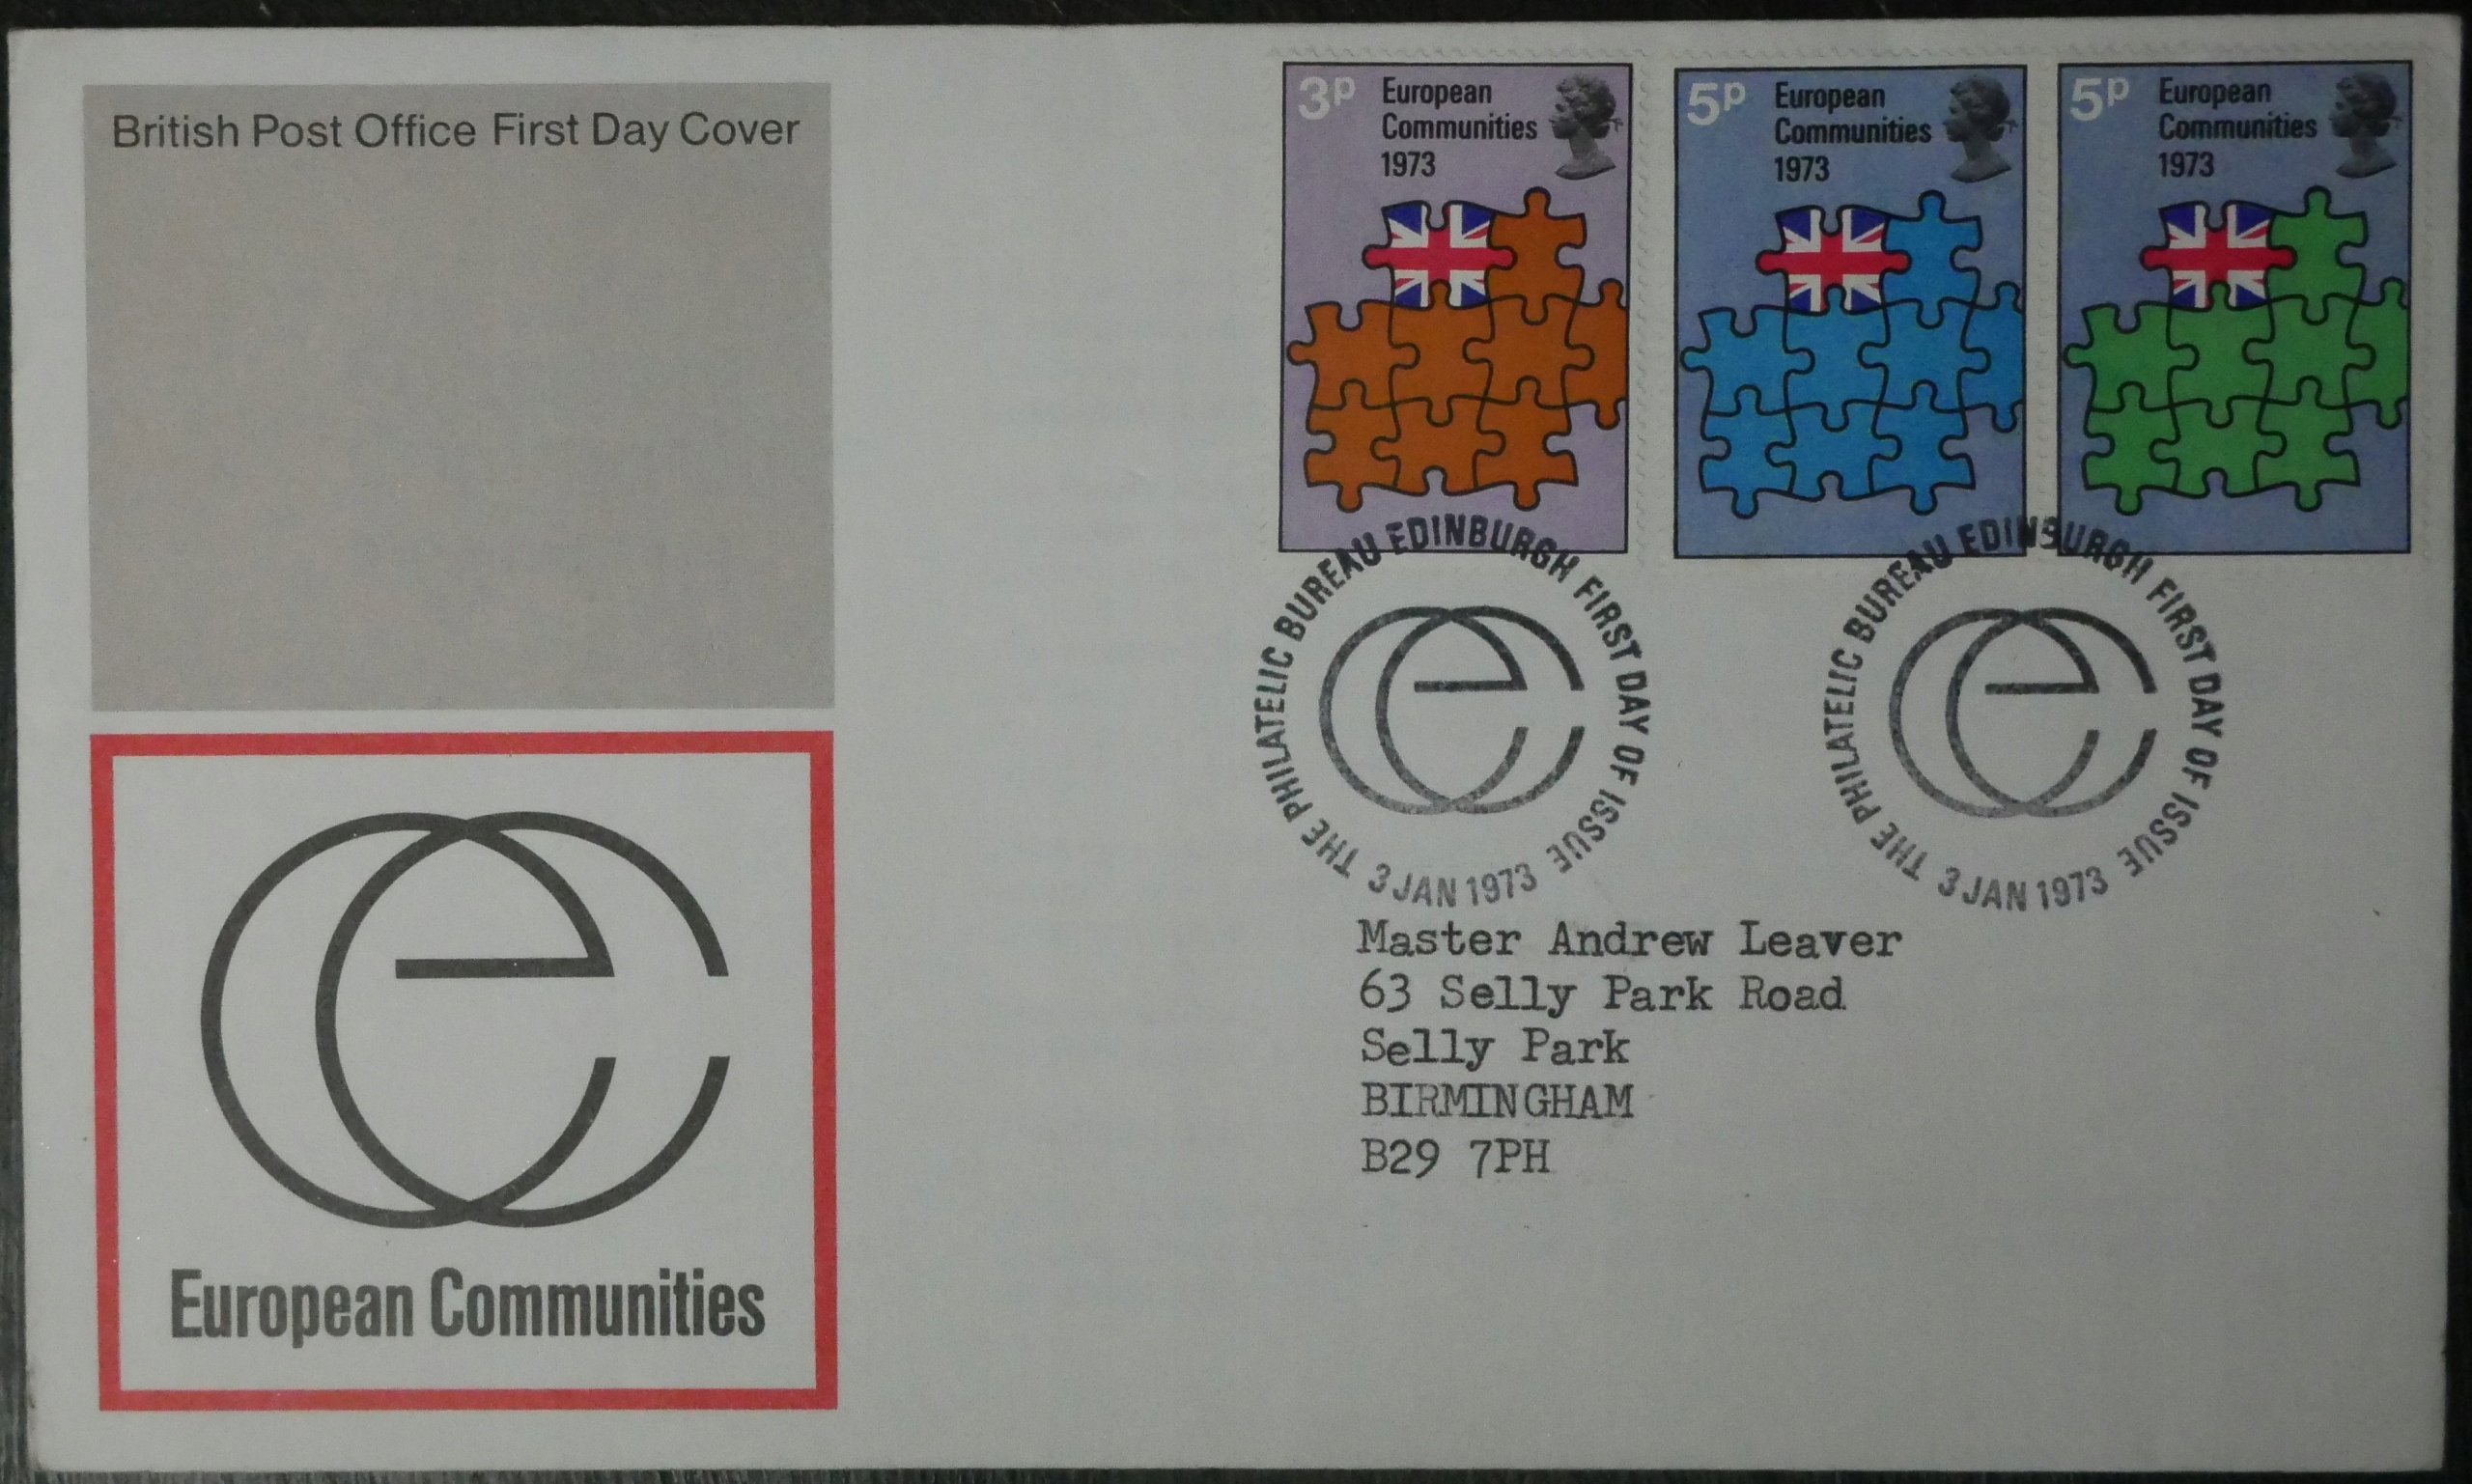 British Post Office First Day Cover
3p
European
Communities
1973
5p
European
Communities
1973
5p
European
Communities
1973
THE PHILATELIC BUREAU EDINBURGH FIRST DAY OF ISSUE
3 JAN 1973
THE PHILATELIC BUREAU EDINBURGH FIRST DAY OF ISSUE
3 JAN 1973
Master Andrew Leaver
63 Selly Park Road
Selly Park
BIRMINGHAM
B29 7PH
European Communities